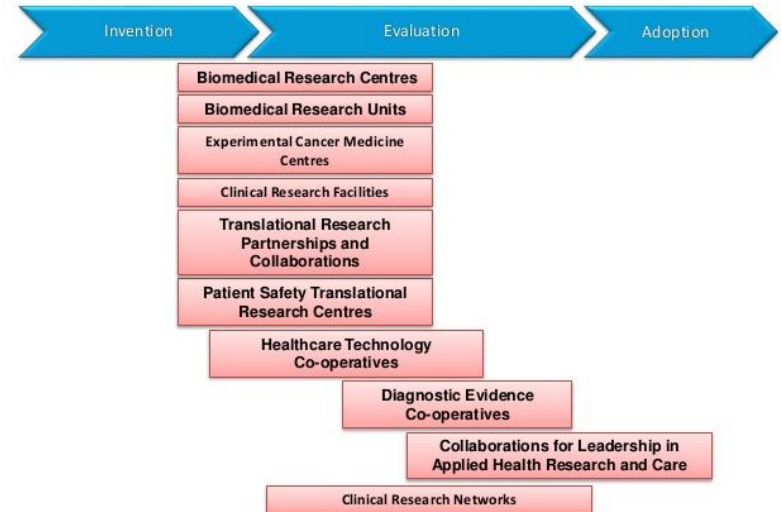 Invention Evaluation Adoption
Biomedical Research Centres
Biomedical Research Units
Experimental Cancer Medicine
Centres
Clinical Research Facilities
Translational Research
Partnerships and
Collaborations
Patient Safety Translational
Research Centres
Healthcare Technology
Co-operatives
Diagnostic Evidence
Co-operatives
Collaborations for Leadership in
Applied Health Research and Care
Clinical Research Networks